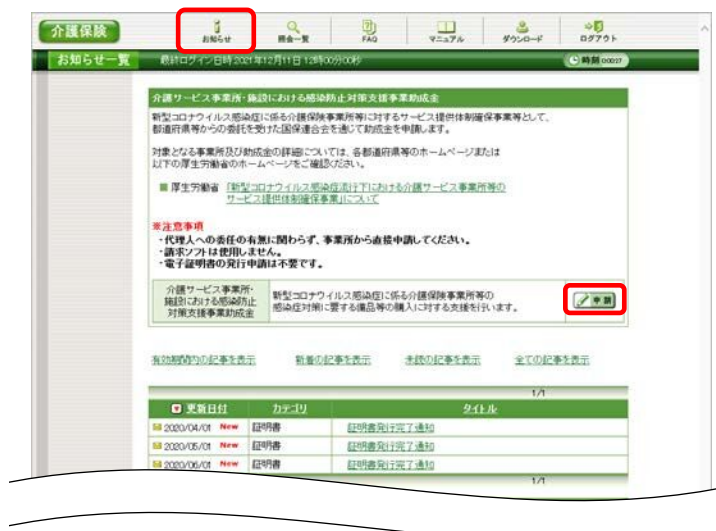 介護保険
お知らせ
照会一覧
FAQ
マニュアル
ダウンロード
ログアウト
お知らせ一覧
最終ログイン日時:2021年12月11日 12時00分00秒
時刻 00:00:27
介護サービス事業所・施設における感染防止対策支援事業助成金
新型コロナウイルス感染症に係る介護保険事業所等に対するサービス提供体制確保事業等として、
都道府県等からの委託を受けた国保連合会を通じて助成金を申請します。
対象となる事業所及び助成金の詳細については、各都道府県等のホームページまたは
以下の厚生労働省のホームページをご確認ください。
■ 厚生労働省 「新型コロナウイルス感染症流行下における介護サービス事業所等の
サービス提供体制確保事業」について
※注意事項
・代理人への委任の有無に関わらず、事業所から直接申請してください。
・請求ソフトは使用しません。
・電子証明書の発行申請は不要です。
介護サービス事業所・
施設における感染防止
対策支援事業助成金
新型コロナウイルス感染症に係る介護保険事業所等の
感染症対策に要する備品等の購入に対する支援を行います。
申請
有効期間内の記事を表示 新着の記事を表示 未読の記事を表示 全ての記事を表示
1/1
更新日付 カテゴリ タイトル
2020/04/01 New 証明書 証明書発行完了通知
2020/05/01 New 証明書 証明書発行完了通知
2020/06/01 New 証明書 証明書発行完了通知
1/1